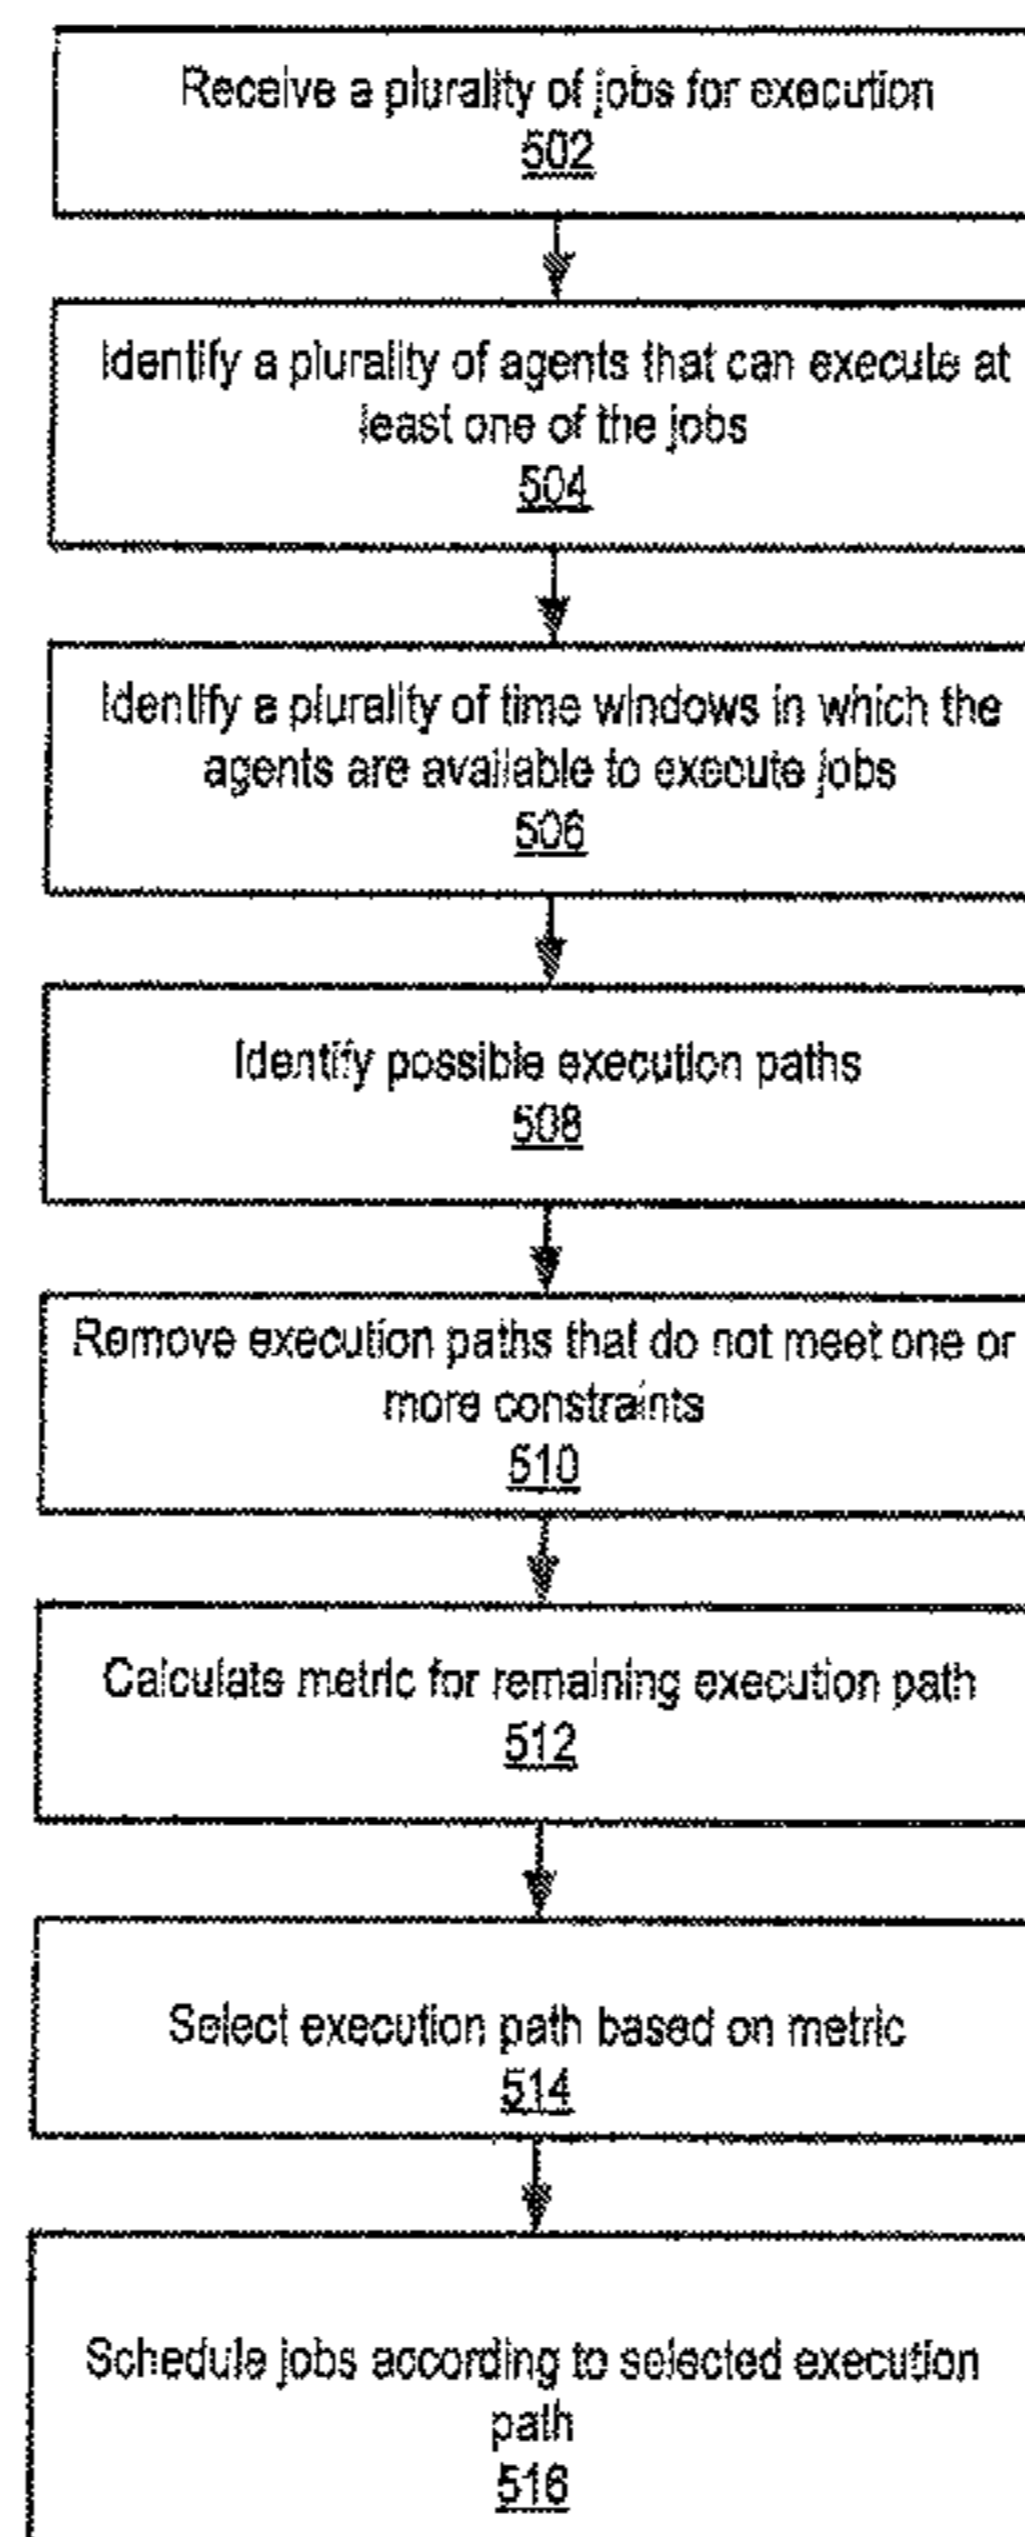 Receive a plurality of jobs for execution
502
Identify a plurality of agents that can execute at
least one of the jobs
504
Identify a plurality of time windows in which the
agents are available to execute jobs
506
Identify possible execution paths
508
Remove execution paths that do not meet one or
more constraints
510
Calculate metric for remaining execution path
512
Select execution path based on metric
514
Schedule jobs according to selected execution
path
516